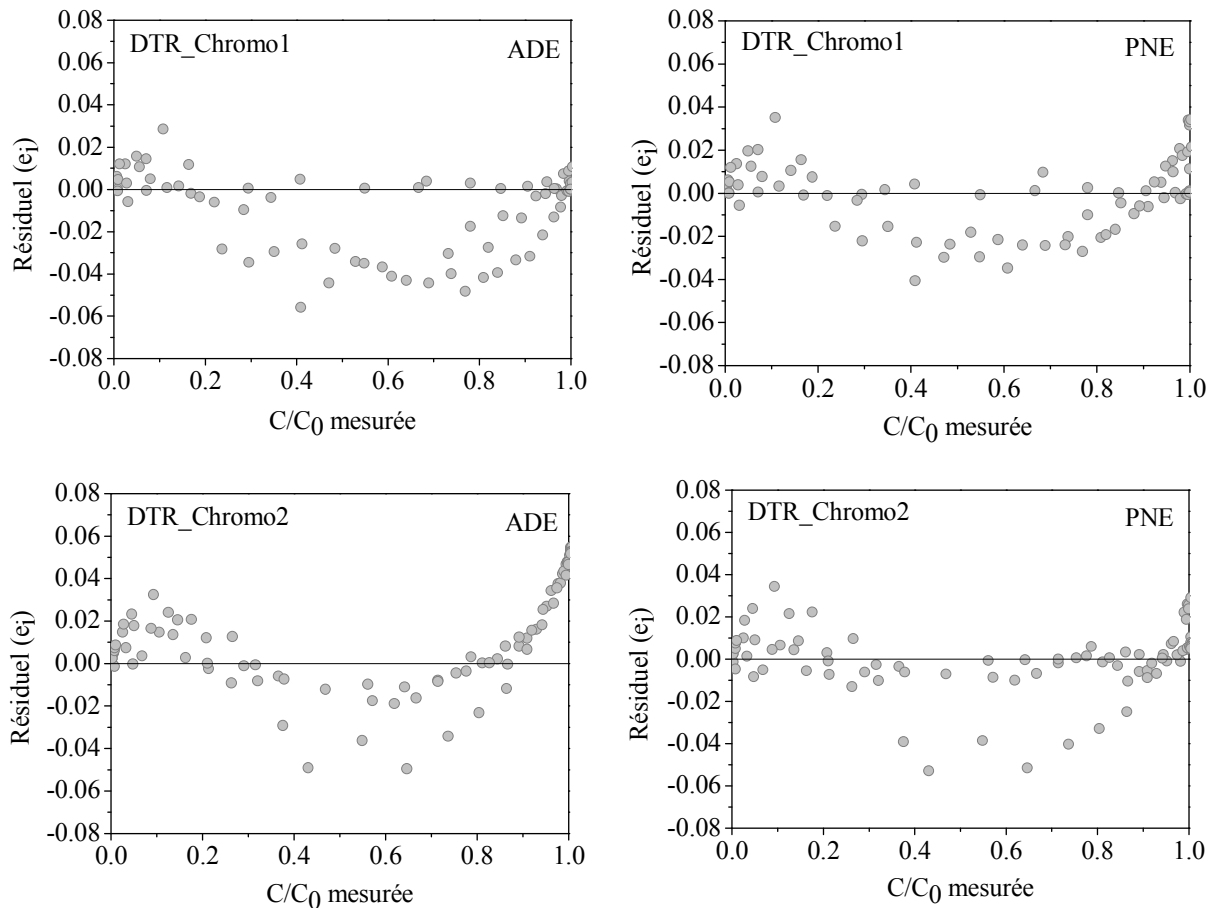 DTR_Chromo1 ADE
0.08
0.06
0.04
0.02
0.00
-0.02
-0.04
-0.06
-0.08
Résiduel (ei)
0.0 0.2 0.4 0.6 0.8 1.0
C/C0 mesurée
DTR_Chromo1 PNE
0.08
0.06
0.04
0.02
0.00
-0.02
-0.04
-0.06
-0.08
Résiduel (ei)
0.0 0.2 0.4 0.6 0.8 1.0
C/C0 mesurée
DTR_Chromo2 ADE
0.08
0.06
0.04
0.02
0.00
-0.02
-0.04
-0.06
-0.08
Résiduel (ei)
0.0 0.2 0.4 0.6 0.8 1.0
C/C0 mesurée
DTR_Chromo2 PNE
0.08
0.06
0.04
0.02
0.00
-0.02
-0.04
-0.06
-0.08
Résiduel (ei)
0.0 0.2 0.4 0.6 0.8 1.0
C/C0 mesurée